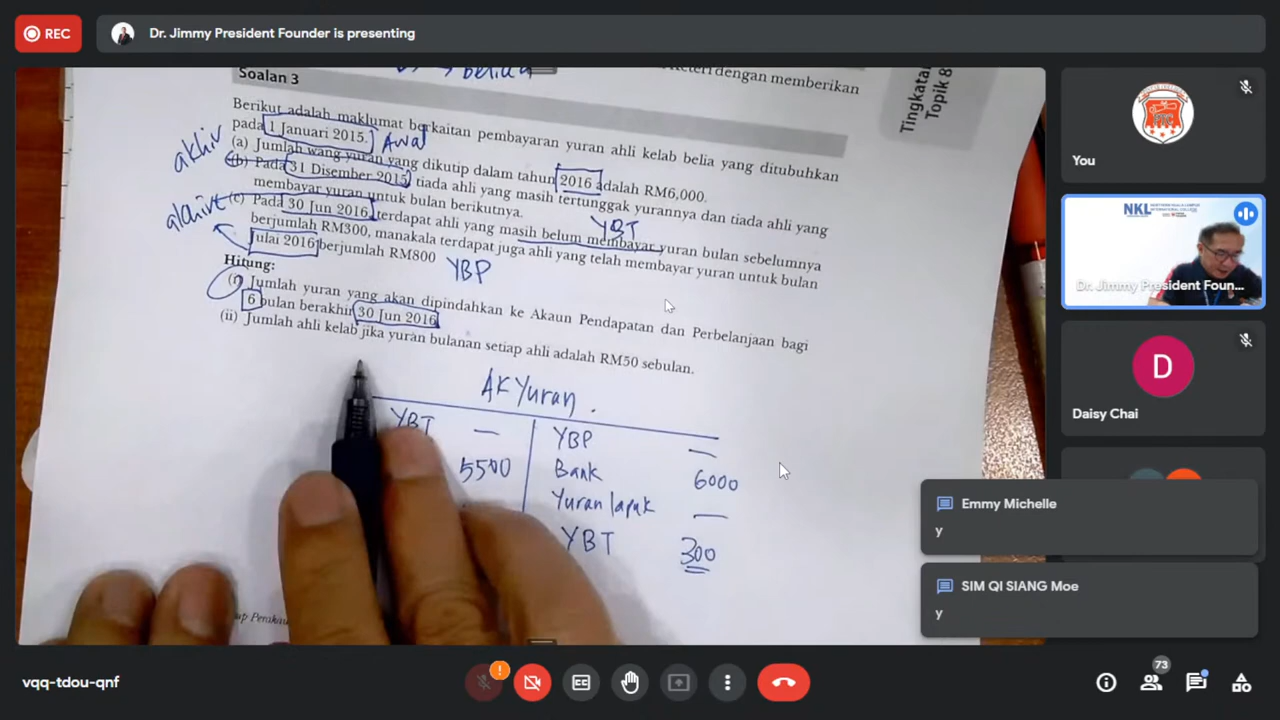 REC
Dr. Jimmy President Founder is presenting
dengan memberikan
Soalan 3
Tingkatan
Topik 8
Berikut adalah maklumat berkaitan pembayaran yuran ahli kelab belia yang ditubuhkan
pada 1 Januari 2015. Awal
(a) Jumlah wang yuran yang dikutip dalam tahun 2016 adalah RM6,000.
akhir
(b) Pada 31 Disember 2015, tiada ahli yang masih tertunggak yurannya dan tiada ahli yang
membayar yuran untuk bulan berikutnya.
YBT
(c) Pada 30 Jun 2016, terdapat ahli yang masih belum membayar yuran bulan sebelumnya
berjumlah RM300, manakala terdapat juga ahli yang telah membayar yuran untuk bulan
Julai 2016 berjumlah RM800 YBP
Hitung:
(i) Jumlah yuran yang akan dipindahkan ke Akaun Pendapatan dan Perbelanjaan bagi
6 bulan berakhir 30 Jun 2016
(ii) Jumlah ahli kelab jika yuran bulanan setiap ahli adalah RM50 sebulan.
AK Yuran.
YBT — YBP —
5500 Bank 6000
Yuran lapuk —
YBT 300
You
NKL
INTERNATIONAL COLLEGE
Dr. Jimmy President Foun...
D
Daisy Chai
Emmy Michelle
y
SIM QI SIANG Moe
y
vqq-tdou-qnf
73